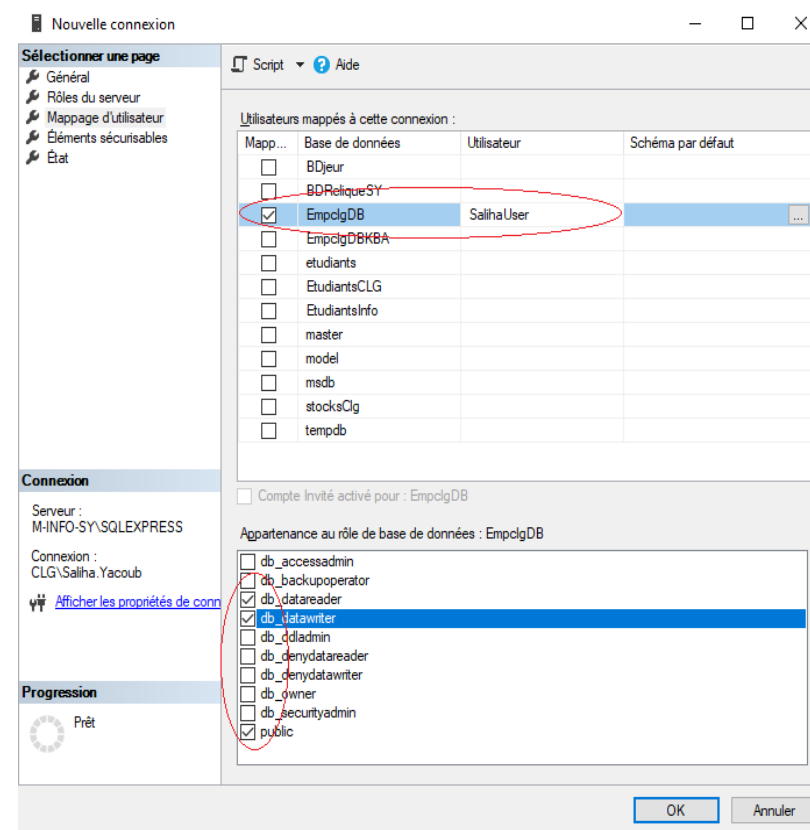 Nouvelle connexion
Sélectionner une page
Général
Rôles du serveur
Mappage d'utilisateur
Éléments sécurisables
État
Script
Aide
Utilisateurs mappés à cette connexion :
Mapp... Base de données Utilisateur Schéma par défaut
BDjeur
BDReliqueSY
EmpclgDB SalihaUser ...
EmpclgDBKBA
etudiants
EtudiantsCLG
EtudiantsInfo
master
model
msdb
stocksClg
tempdb
Compte Invité activé pour : EmpclgDB
Appartenance au rôle de base de données : EmpclgDB
db_accessadmin
db_backupoperator
db_datareader
db_datawriter
db_ddladmin
db_denydatareader
db_denydatawriter
db_owner
db_securityadmin
public
Connexion
Serveur :
M-INFO-SY\SQLEXPRESS
Connexion :
CLG\Saliha.Yacoub
Afficher les propriétés de conn
Progression
Prêt
OK Annuler